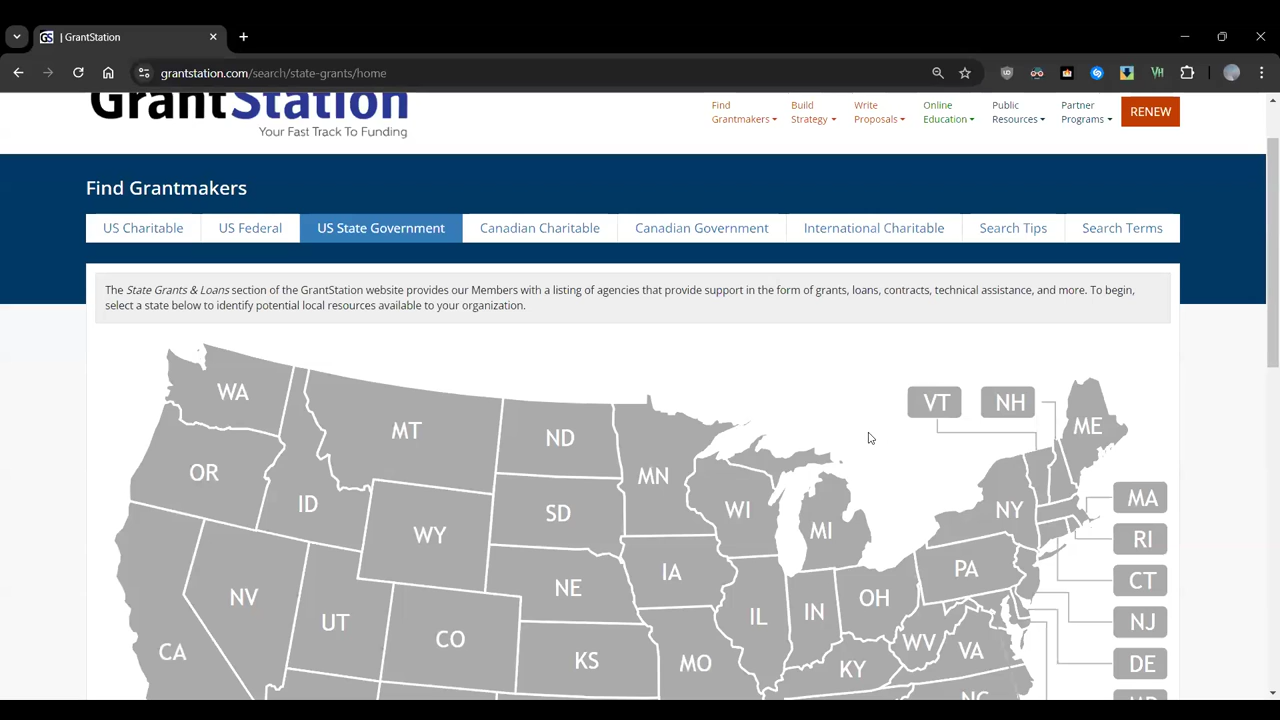 GS | GrantStation
grantstation.com/search/state-grants/home
GrantStation
Your Fast Track To Funding
Find
Grantmakers
Build
Strategy
Write
Proposals
Online
Education
Public
Resources
Partner
Programs
RENEW
Find Grantmakers
US Charitable
US Federal
US State Government
Canadian Charitable
Canadian Government
International Charitable
Search Tips
Search Terms
The State Grants & Loans section of the GrantStation website provides our Members with a listing of agencies that provide support in the form of grants, loans, contracts, technical assistance, and more. To begin,
select a state below to identify potential local resources available to your organization.
WA
MT
ND
MN
VT
NH
ME
OR
ID
WY
SD
WI
MI
NY
MA
RI
NV
UT
NE
IA
IL
IN
OH
PA
CT
NJ
CA
CO
KS
MO
KY
WV
VA
DE
NC
MD